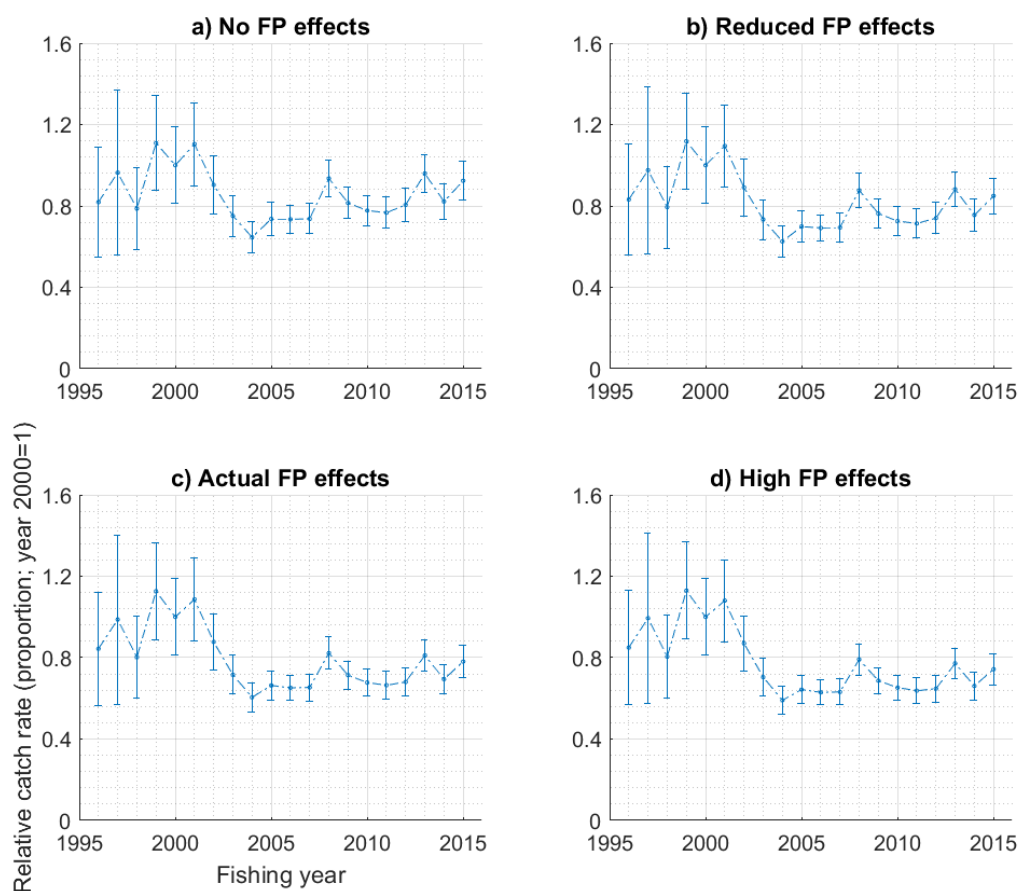 a) No FP effects
1.6
1.2
0.8
0.4
0
1995 2000 2005 2010 2015
b) Reduced FP effects
1.6
1.2
0.8
0.4
0
1995 2000 2005 2010 2015
c) Actual FP effects
1.6
1.2
0.8
0.4
0
1995 2000 2005 2010 2015
d) High FP effects
1.6
1.2
0.8
0.4
0
1995 2000 2005 2010 2015
Relative catch rate (proportion; year 2000=1)
Fishing year